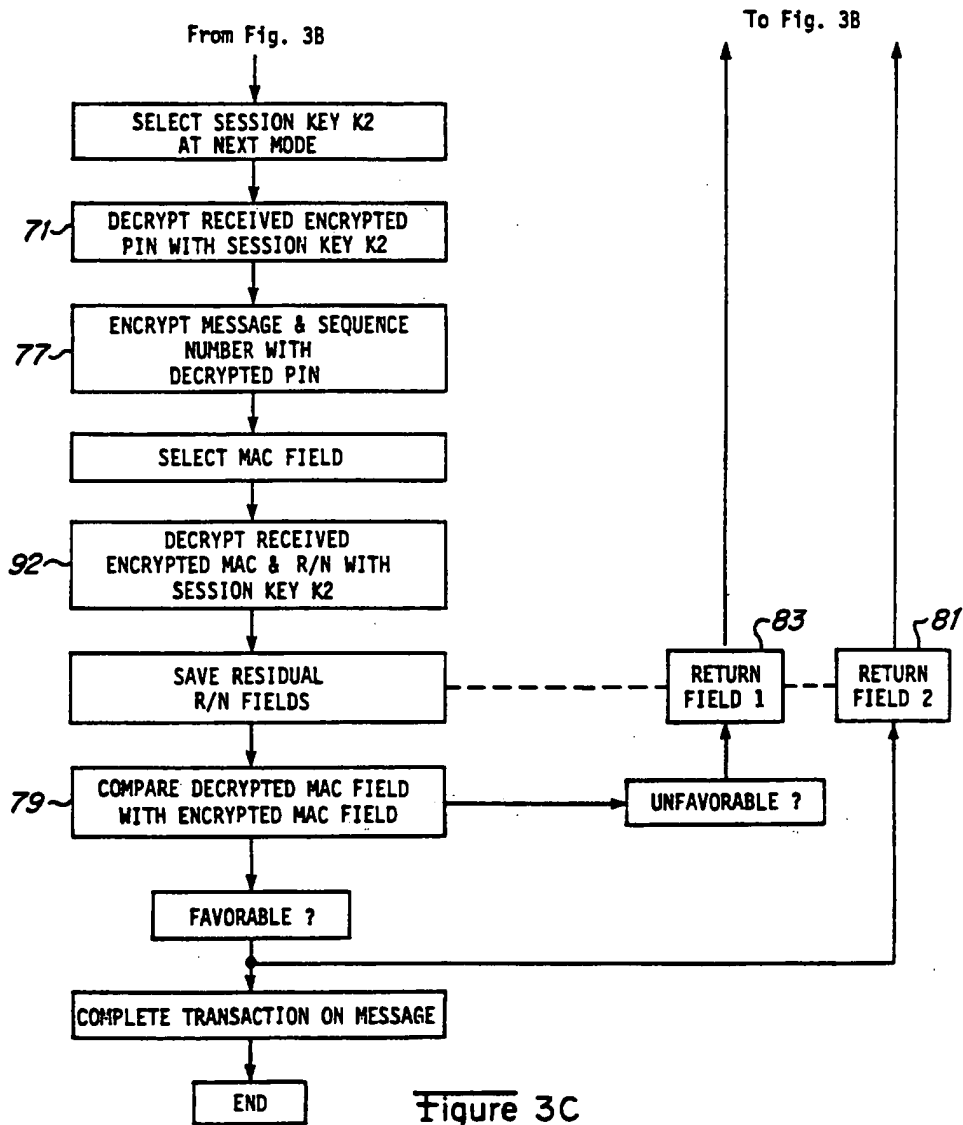 From Fig. 3B
To Fig. 3B
SELECT SESSION KEY K2
AT NEXT MODE
71
DECRYPT RECEIVED ENCRYPTED
PIN WITH SESSION KEY K2
77
ENCRYPT MESSAGE & SEQUENCE
NUMBER WITH
DECRYPTED PIN
SELECT MAC FIELD
92
DECRYPT RECEIVED
ENCRYPTED MAC & R/N WITH
SESSION KEY K2
83
81
SAVE RESIDUAL
R/N FIELDS
RETURN
FIELD 1
RETURN
FIELD 2
79
COMPARE DECRYPTED MAC FIELD
WITH ENCRYPTED MAC FIELD
UNFAVORABLE ?
FAVORABLE ?
COMPLETE TRANSACTION ON MESSAGE
END
Figure 3C